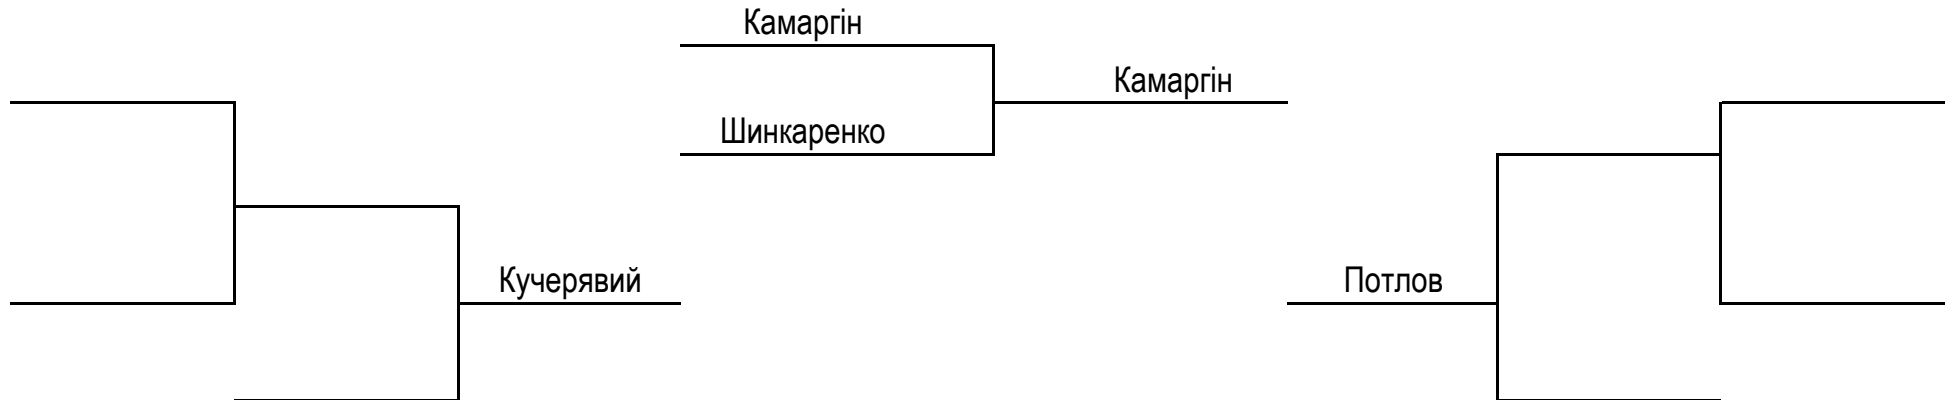 Камаргін
Камаргін
Шинкаренко
Кучерявий
Потлов